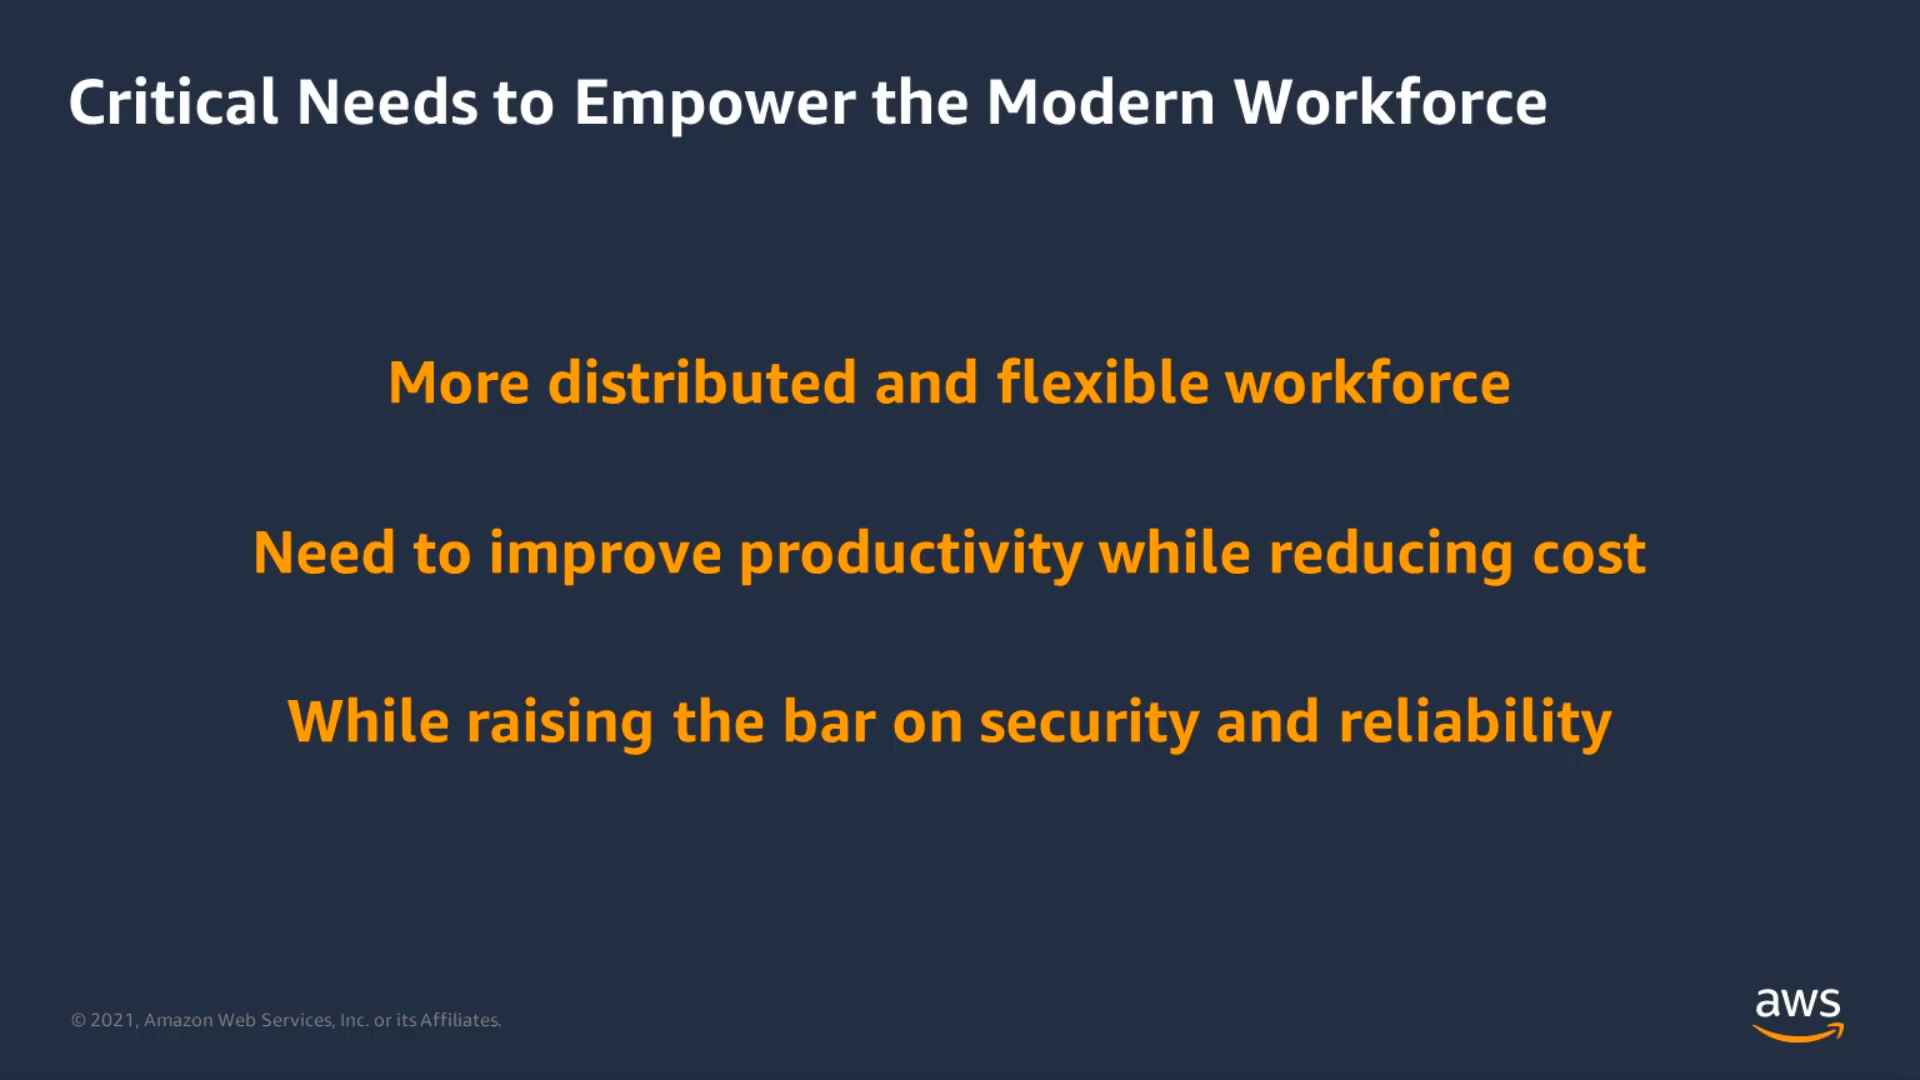 Critical Needs to Empower the Modern Workforce
More distributed and flexible workforce
Need to improve productivity while reducing cost
While raising the bar on security and reliability
© 2021, Amazon Web Services, Inc. or its Affiliates.
aws